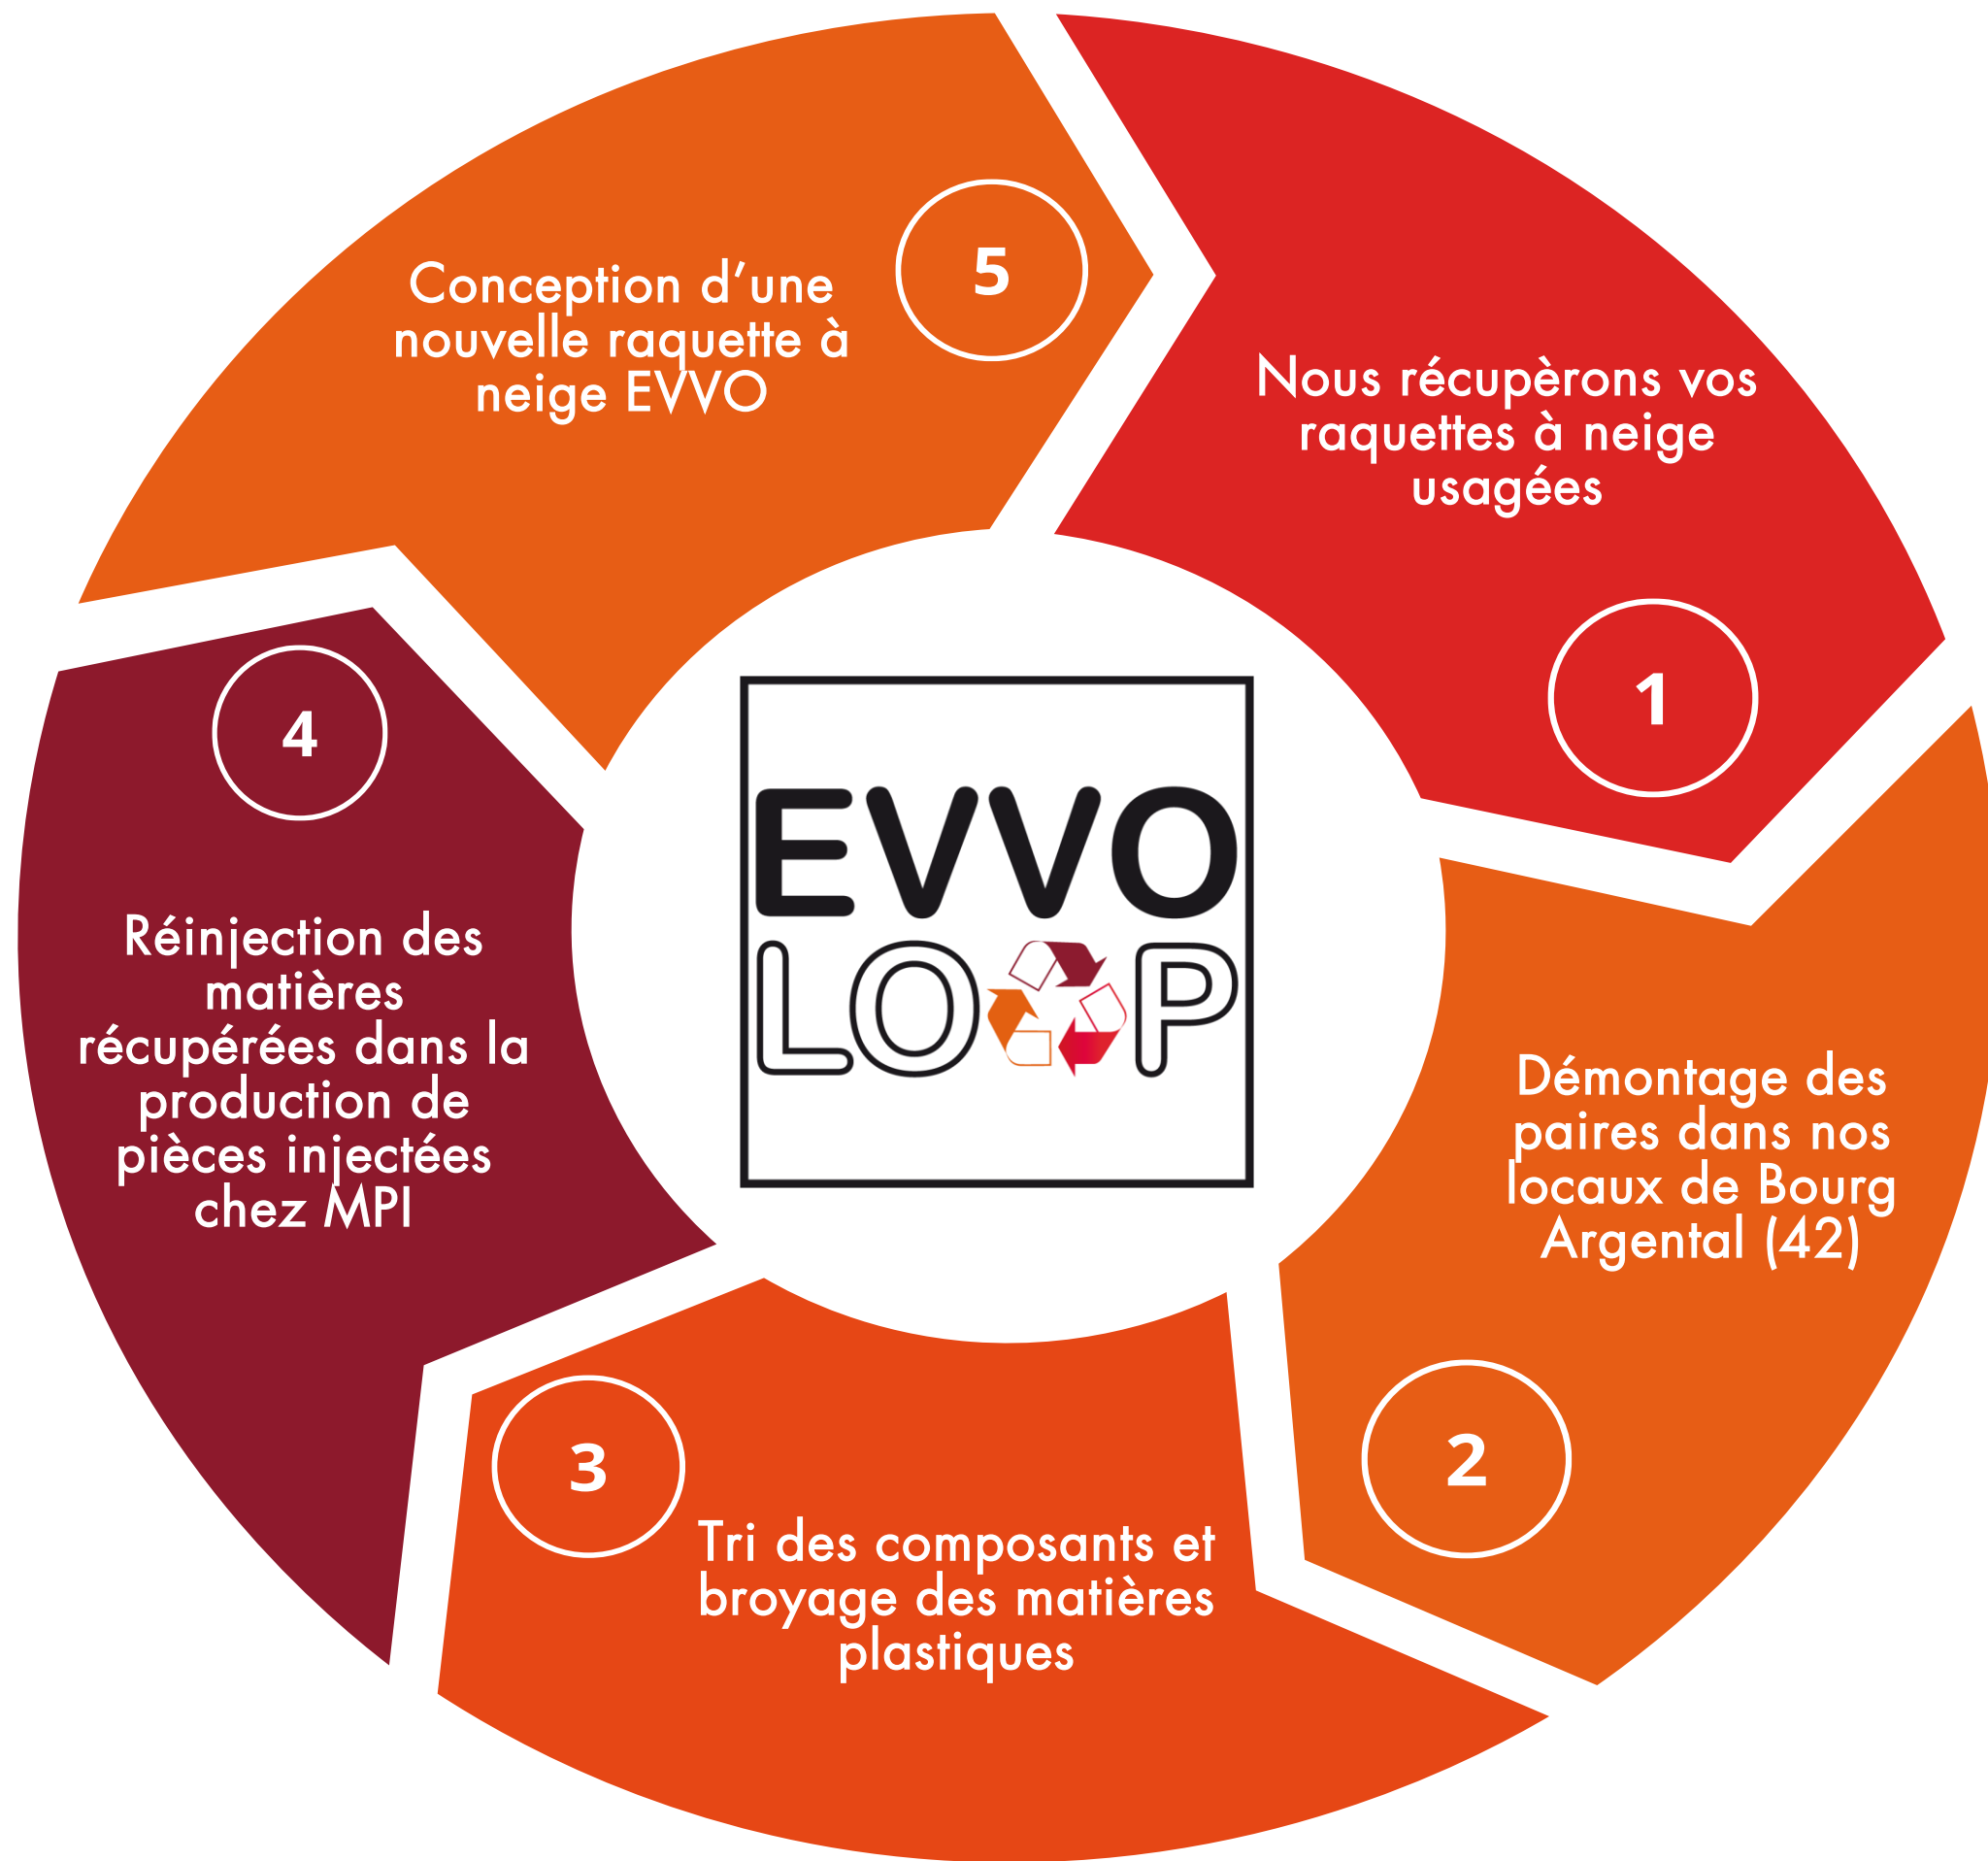 Nous récupèrons vos
raquettes à neige
usagées
1
Démontage des
paires dans nos
locaux de Bourg
Argental (42)
2
3
Tri des composants et
broyage des matières
plastiques
4
Réinjection des
matières
récupérées dans la
production de
pièces injectées
chez MPI
5
Conception d'une
nouvelle raquette à
neige EVVO
EVVO
LOOP